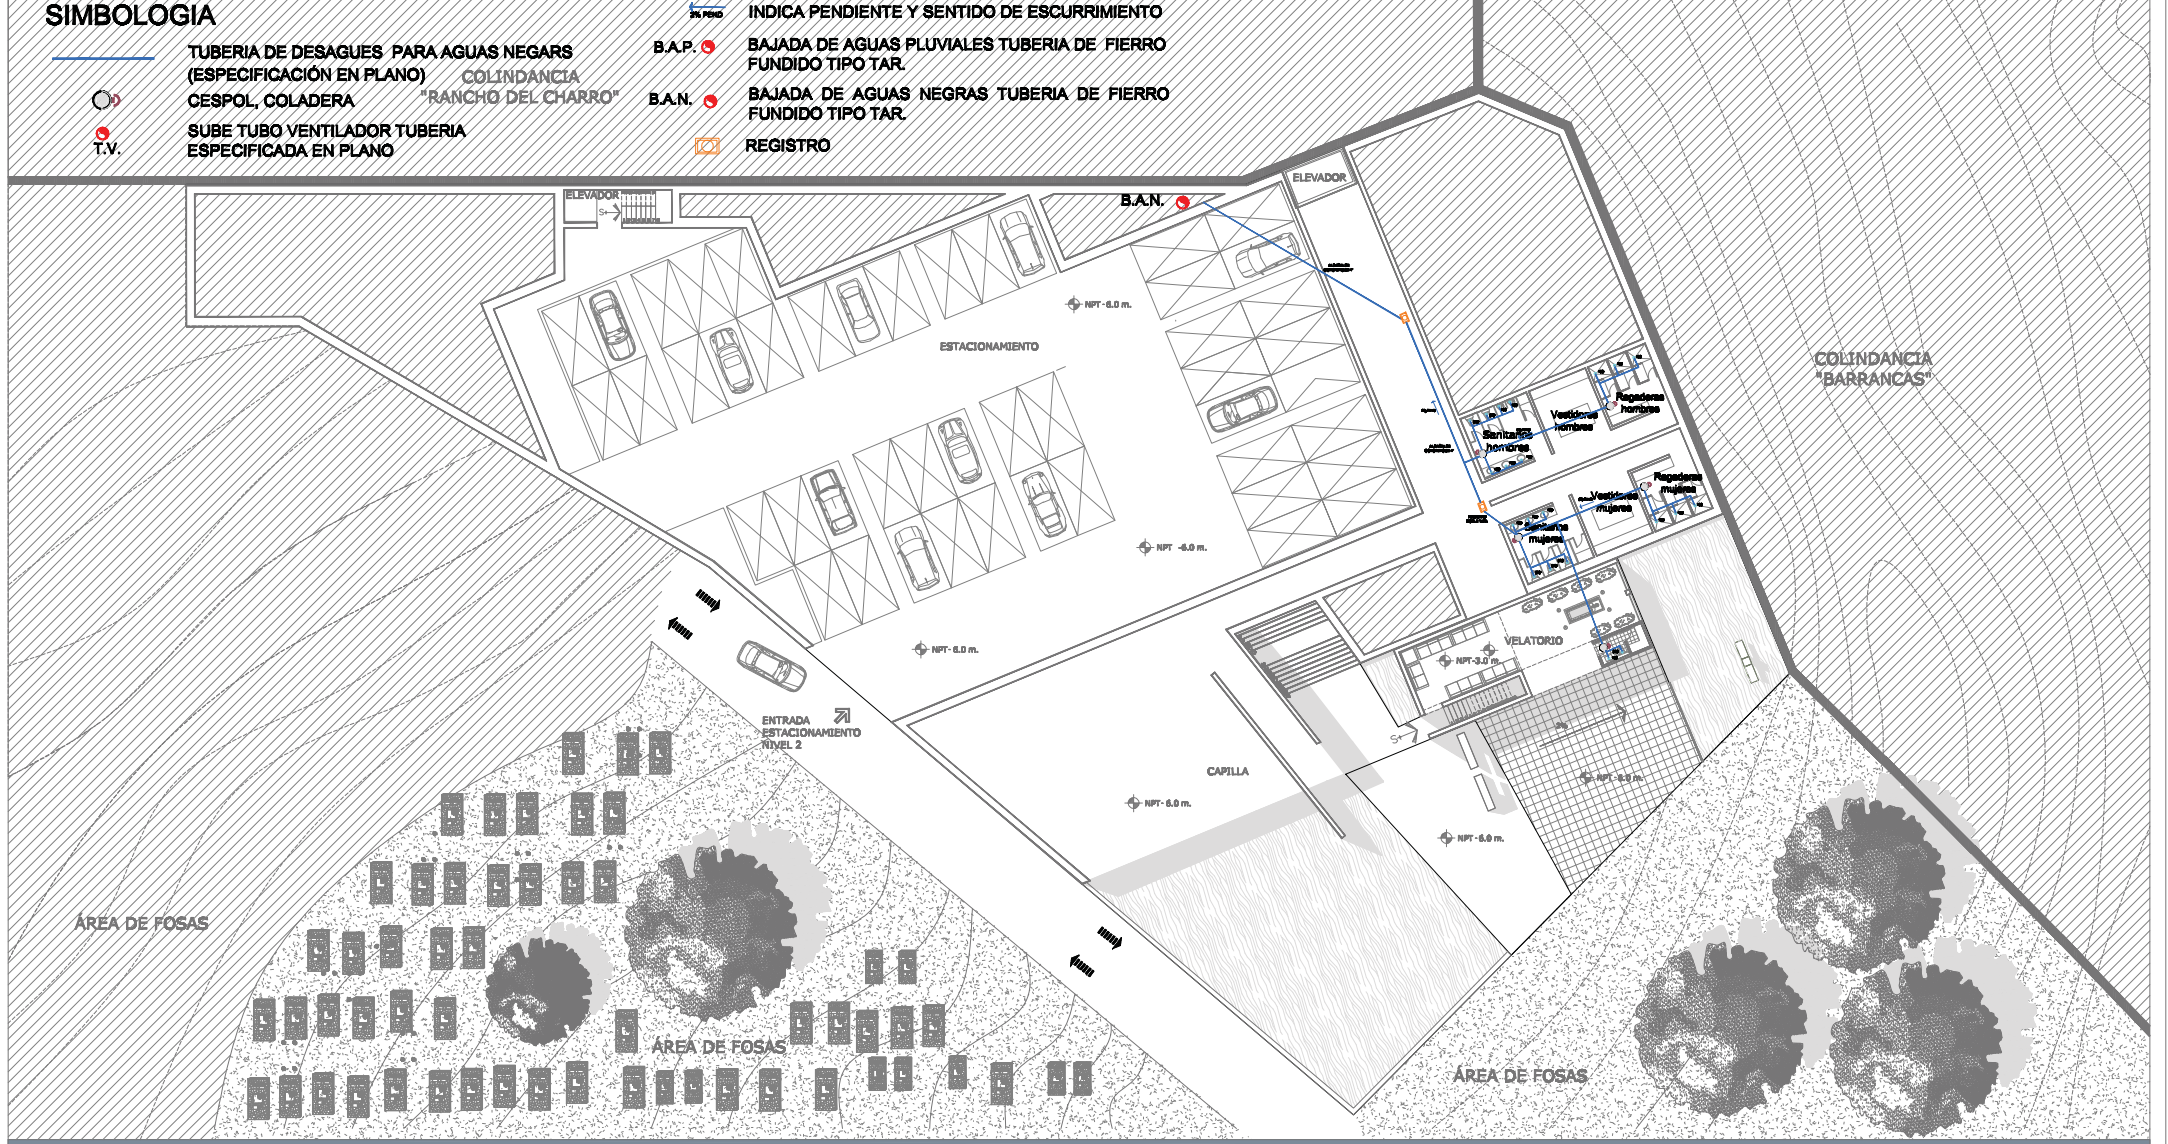 SIMBOLOGIA
TUBERIA DE DESAGUES PARA AGUAS NEGARS
(ESPECIFICACIÓN EN PLANO)
CESPOL, COLADERA
SUBE TUBO VENTILADOR TUBERIA
ESPECIFICADA EN PLANO
T.V.
COLINDANCIA
"RANCHO DEL CHARRO"
2% PEND
INDICA PENDIENTE Y SENTIDO DE ESCURRIMIENTO
B.A.P.
BAJADA DE AGUAS PLUVIALES TUBERIA DE FIERRO
FUNDIDO TIPO TAR.
B.A.N.
BAJADA DE AGUAS NEGRAS TUBERIA DE FIERRO
FUNDIDO TIPO TAR.
REGISTRO
ELEVADOR
S
ELEVADOR
B.A.N.
NPT -6.0 m.
ESTACIONAMIENTO
COLINDANCIA
"BARRANCAS"
Regaderas
hombres
Vestidores
hombres
Sanitarios
hombres
Regaderas
mujeres
Vestidores
mujeres
Sanitarios
mujeres
NPT -6.0 m.
NPT- 6.0 m.
VELATORIO
NPT-3.0 m.
ENTRADA
ESTACIONAMIENTO
NIVEL 2
S
2%
CAPILLA
NPT -6.0 m.
NPT- 6.0 m.
NPT -6.0 m.
ÁREA DE FOSAS
ÁREA DE FOSAS
ÁREA DE FOSAS